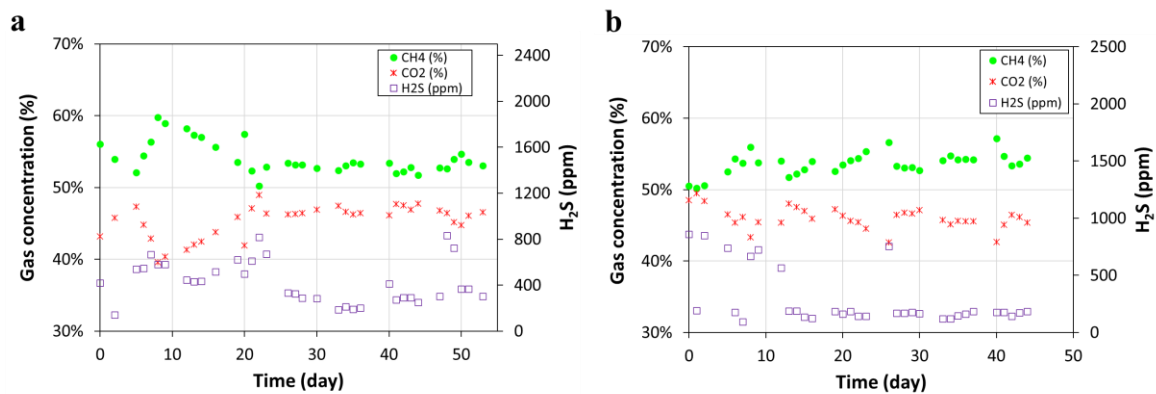 a
70%
60%
50%
40%
30%
Gas concentration (%)
2400
2000
1600
1200
800
400
0
H2S (ppm)
CH4 (%)
CO2 (%)
H2S (ppm)
0 10 20 30 40 50
Time (day)
b
70%
60%
50%
40%
30%
Gas concentration (%)
2500
2000
1500
1000
500
0
H₂S (ppm)
CH4 (%)
CO2 (%)
H2S (ppm)
0 10 20 30 40 50
Time (day)